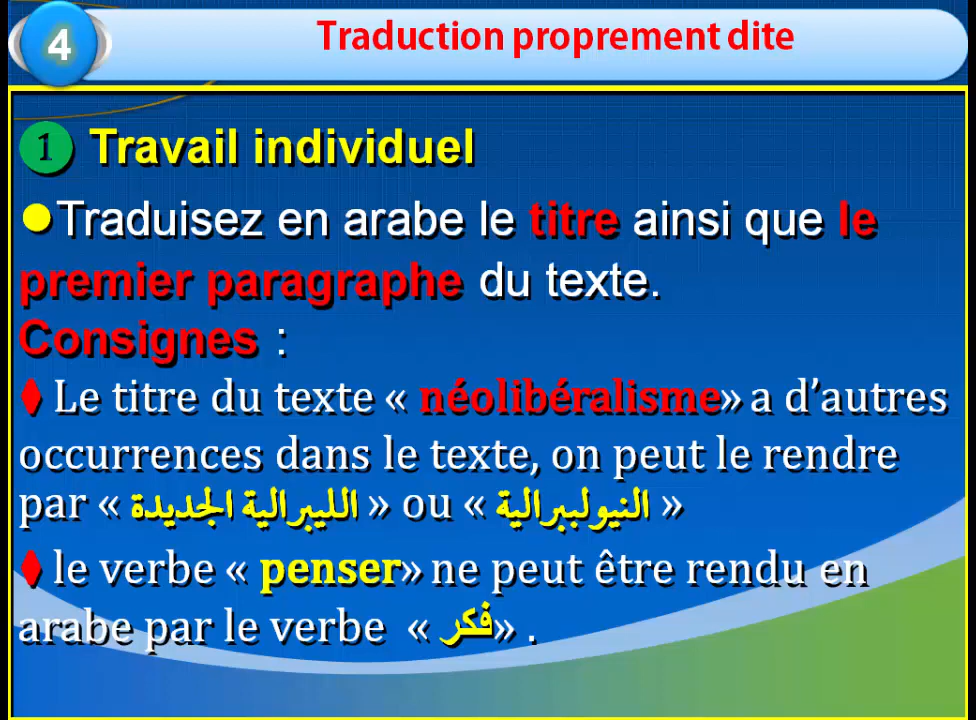 4
Traduction proprement dite
1 Travail individuel
Traduisez en arabe le titre ainsi que le
premier paragraphe du texte.
Consignes :
Le titre du texte « néolibéralisme» a d’autres
occurrences dans le texte, on peut le rendre
par « الليبرالية الجديدة » ou « النيوليبرالية »
le verbe « penser» ne peut être rendu en
arabe par le verbe « فكر» .